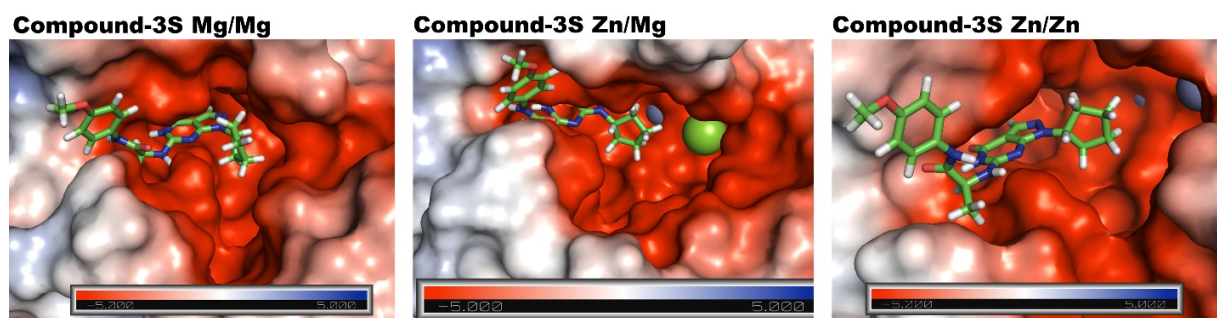 Compound-3S Mg/Mg
Compound-3S Zn/Mg
Compound-3S Zn/Zn
-5.000 5.000
-5.000 5.000
-5.000 5.000